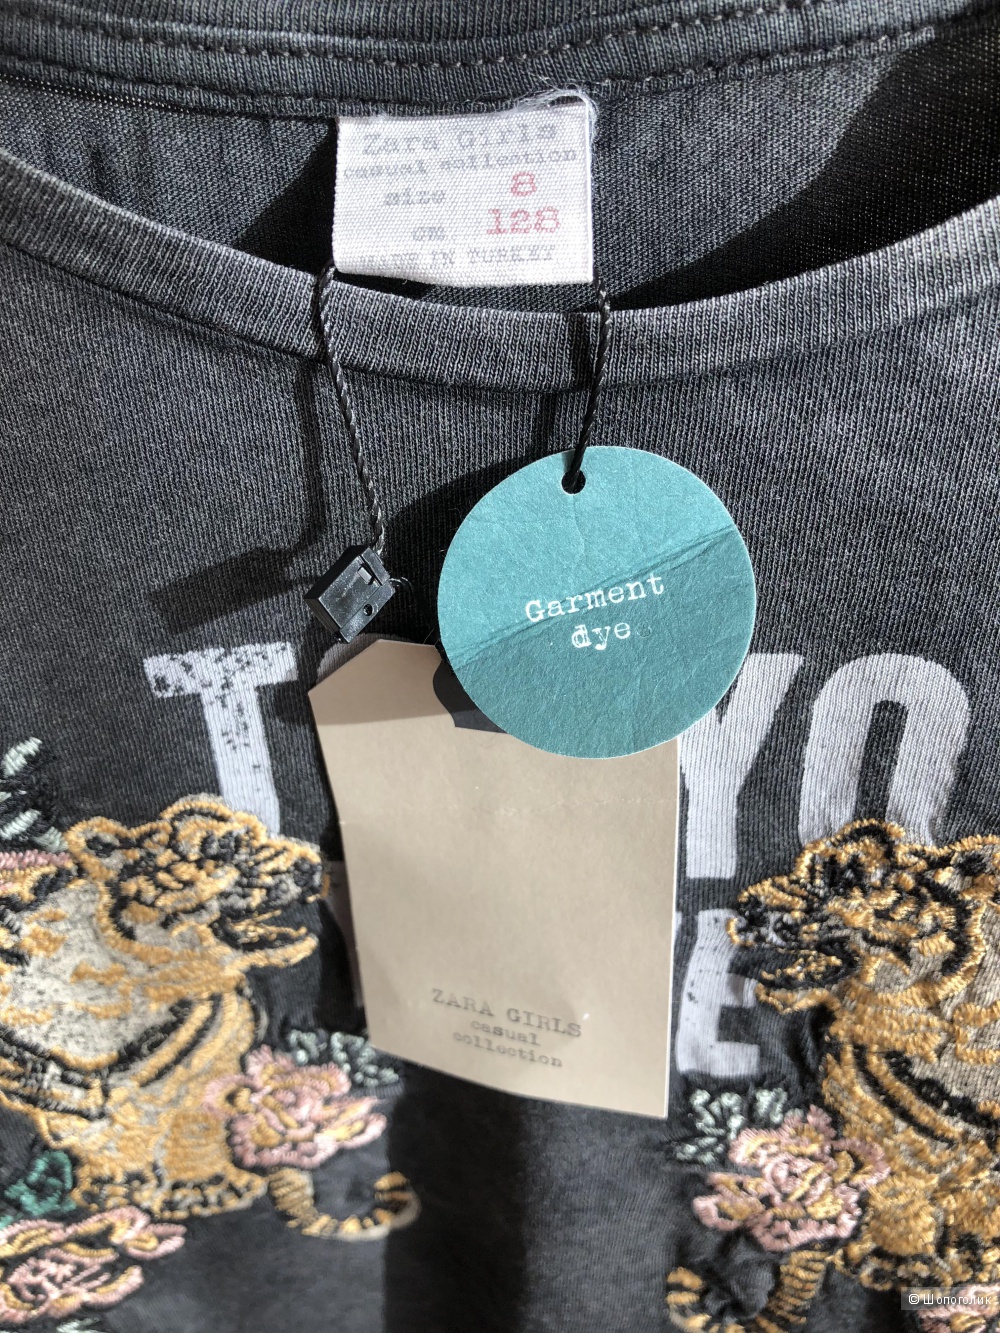 Zara Girls
casual collection
size 8
cm 128
MADE IN TURKEY
Garment
dye
ZARA GIRLS
casual
collection
© Шопоголик